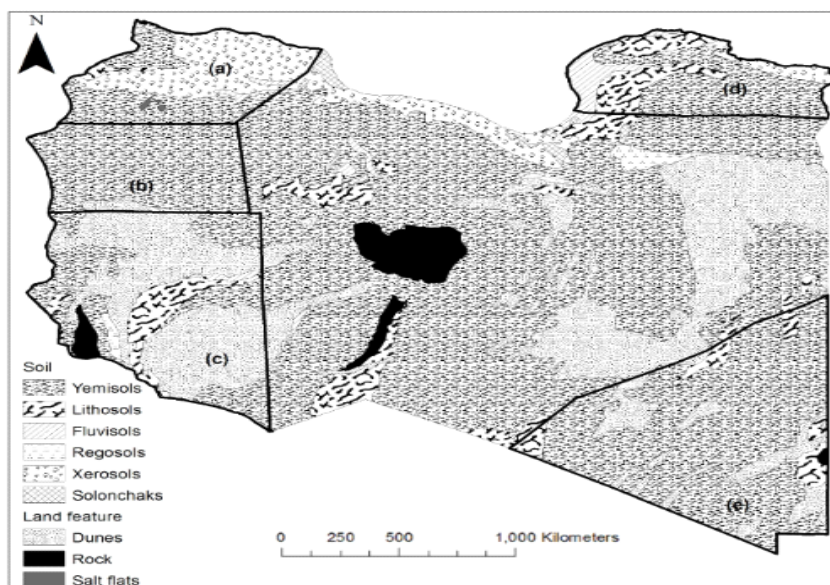 N
(a)
(d)
(b)
(c)
(e)
Soil
Yemisols
Lithosols
Fluvisols
Regosols
Xerosols
Solonchaks
Land feature
Dunes
Rock
Salt flats
0 250 500 1,000 Kilometers